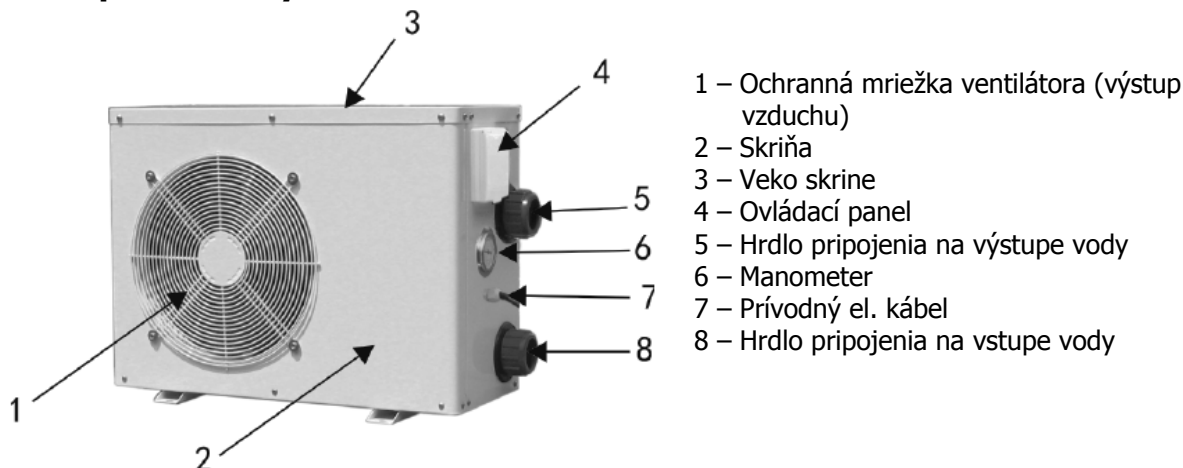 3
4
5
6
7
8
1
2
1 – Ochranná mriežka ventilátora (výstup
vzduchu)
2 – Skriňa
3 – Veko skrine
4 – Ovládací panel
5 – Hrdlo pripojenia na výstupe vody
6 – Manometer
7 – Prívodný el. kábel
8 – Hrdlo pripojenia na vstupe vody